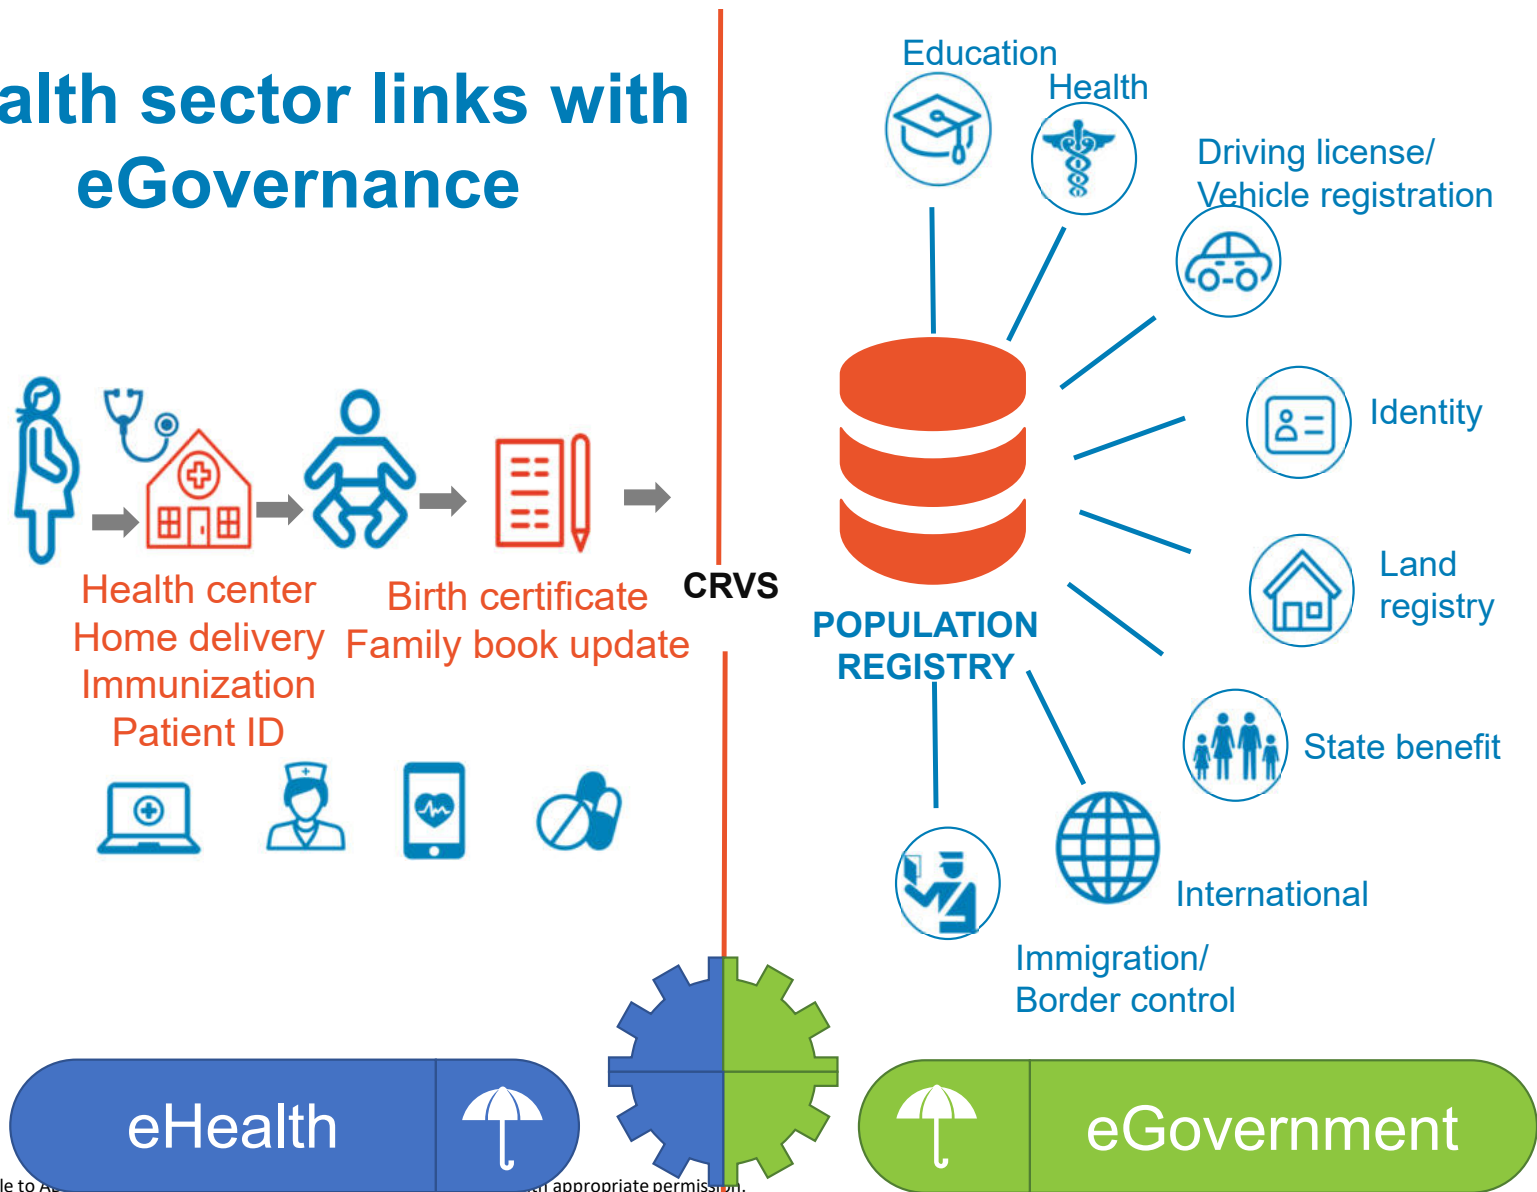 alth sector links with
eGovernance
Health center
Home delivery
Immunization
Patient ID
Birth certificate
Family book update
CRVS
Education
Health
Driving license/
Vehicle registration
Identity
Land
registry
State benefit
International
Immigration/
Border control
POPULATION
REGISTRY
eHealth
eGovernment
le to appropriate permission.